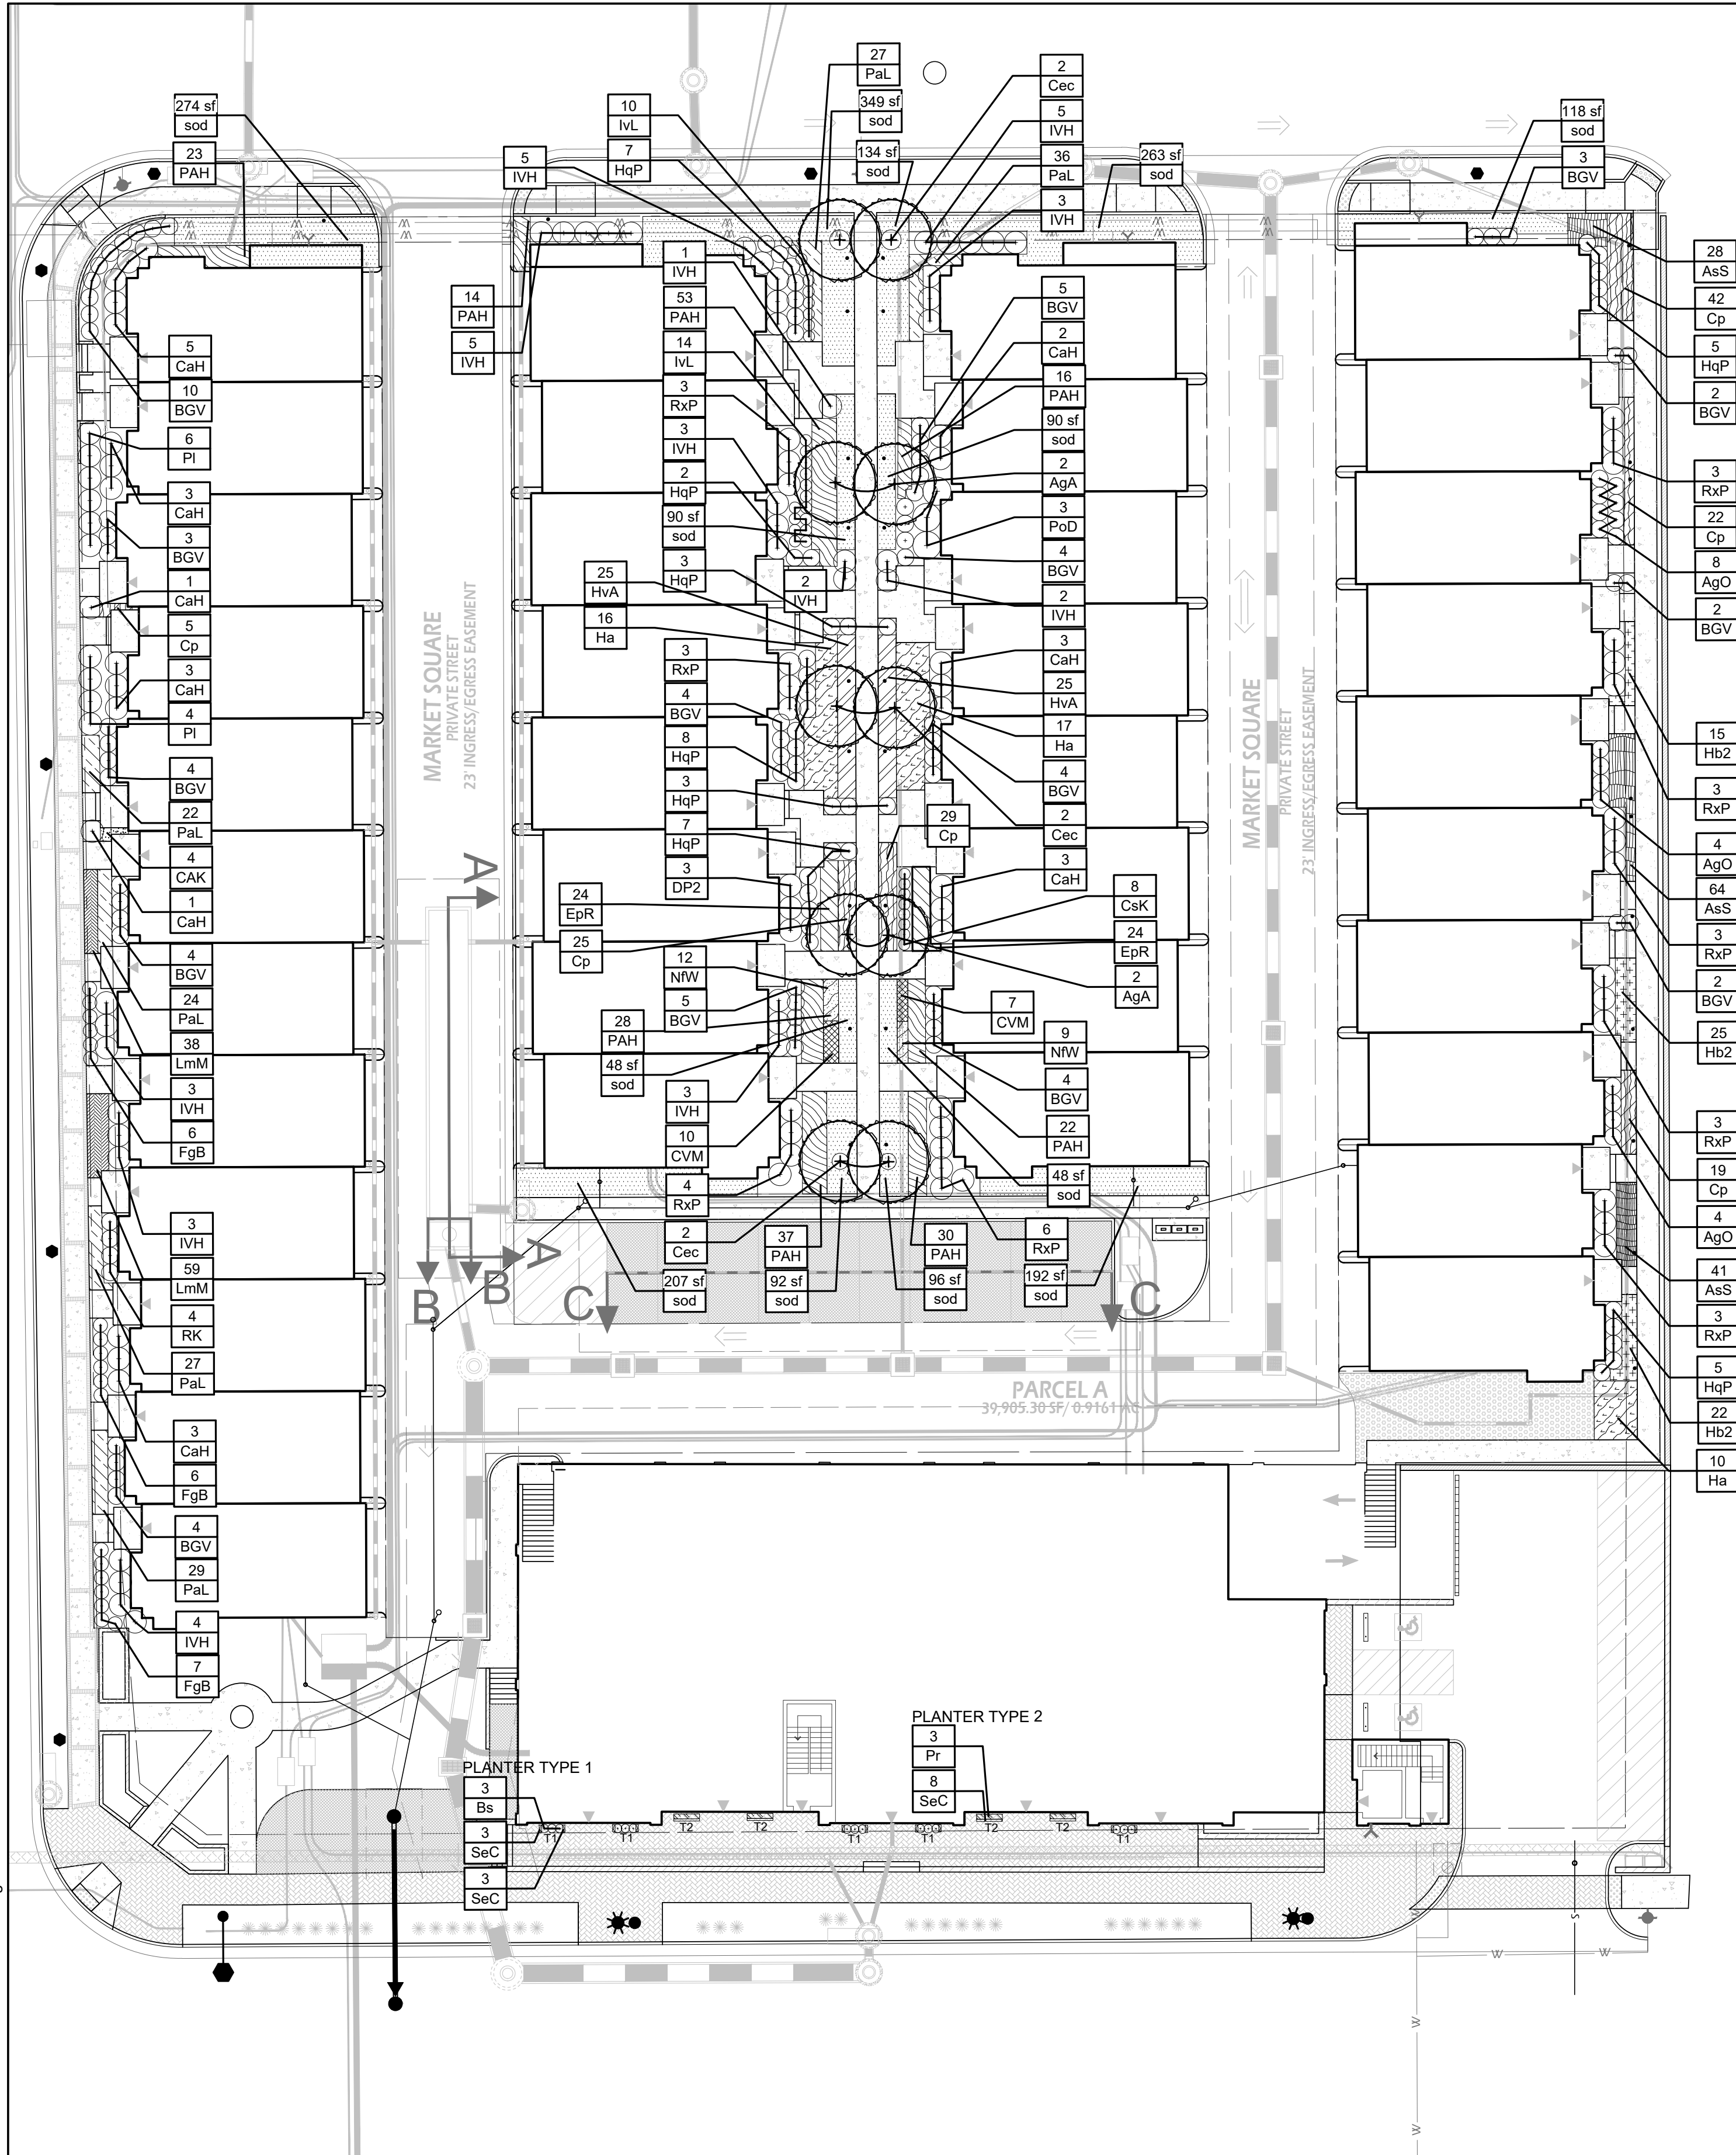 27
PaL
349 sf
sod
134 sf
sod
2
Cec
5
IVH
36
PaL
3
IVH
263 sf
sod
118 sf
sod
3
BGV
274 sf
sod
23
PAH
10
IvL
7
HqP
5
IVH
14
PAH
5
IVH
1
IVH
53
PAH
14
IvL
3
RxP
3
IVH
2
HqP
90 sf
sod
3
HqP
2
IVH
25
HvA
16
Ha
3
RxP
4
BGV
8
HqP
3
HqP
7
HqP
3
DP2
24
EpR
25
Cp
12
NfW
5
BGV
28
PAH
48 sf
sod
3
IVH
10
CVM
4
RxP
2
Cec
207 sf
sod
37
PAH
92 sf
sod
30
PAH
96 sf
sod
6
RxP
192 sf
sod
5
BGV
2
CaH
16
PAH
90 sf
sod
2
AgA
3
PoD
4
BGV
2
IVH
3
CaH
25
HvA
17
Ha
4
BGV
2
Cec
29
Cp
3
CaH
8
CsK
24
EpR
2
AgA
7
CVM
9
NfW
4
BGV
22
PAH
48 sf
sod
5
CaH
10
BGV
6
PI
3
CaH
3
BGV
1
CaH
5
Cp
3
CaH
4
PI
4
BGV
22
PaL
4
CAK
1
CaH
4
BGV
24
PaL
38
LmM
3
IVH
6
FgB
3
IVH
59
LmM
4
RK
27
PaL
3
CaH
6
FgB
4
BGV
29
PaL
4
IVH
7
FgB
28
AsS
42
Cp
5
HqP
2
BGV
3
RxP
22
Cp
8
AgO
2
BGV
15
Hb2
3
RxP
4
AgO
64
AsS
3
RxP
2
BGV
25
Hb2
3
RxP
19
Cp
4
AgO
41
AsS
3
RxP
5
HqP
22
Hb2
10
Ha
MARKET SQUARE
PRIVATE STREET
23' INGRESS/EGRESS EASEMENT
MARKET SQUARE
PRIVATE STREET
23' INGRESS/EGRESS EASEMENT
A
A
B
B
C
C
PARCEL A
39,905.30 SF/ 0.9161 AC
PLANTER TYPE 1
3
Bs
3
SeC
3
SeC
PLANTER TYPE 2
3
Pr
8
SeC
T1
T1
T2
T2
T1
T1
T2
T2
T1
W
W
W
W
W
S